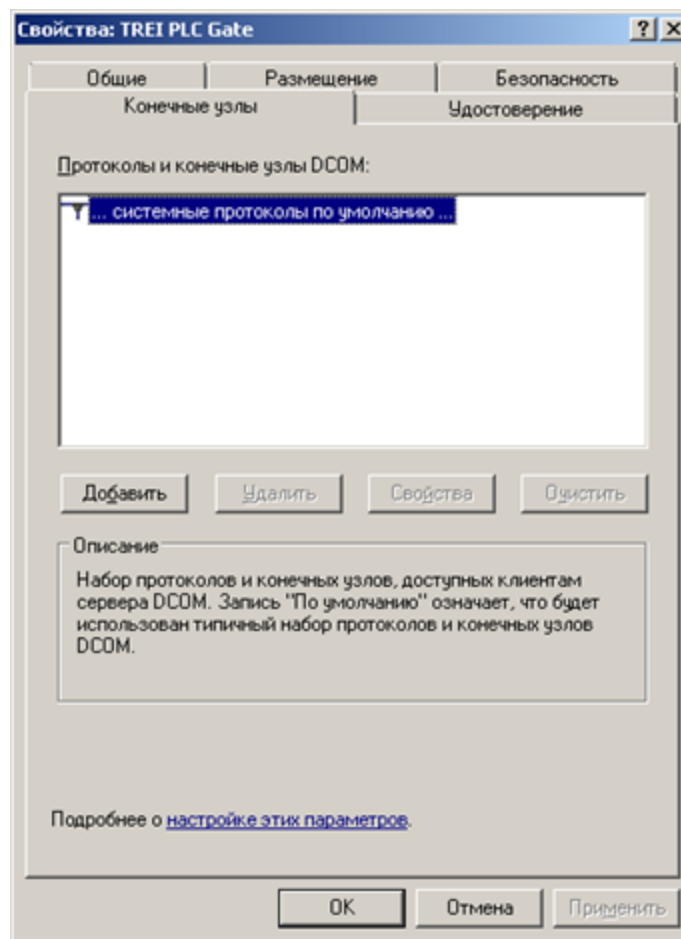 Свойства: TREI PLC Gate
Общие
Размещение
Безопасность
Конечные узлы
Удостоверение
Протоколы и конечные узлы DCOM:
... системные протоколы по умолчанию ...
Добавить
Удалить
Свойства
Очистить
Описание
Набор протоколов и конечных узлов, доступных клиентам
сервера DCOM. Запись "По умолчанию" означает, что будет
использован типичный набор протоколов и конечных узлов
DCOM.
Подробнее о настройке этих параметров.
OK
Отмена
Применить